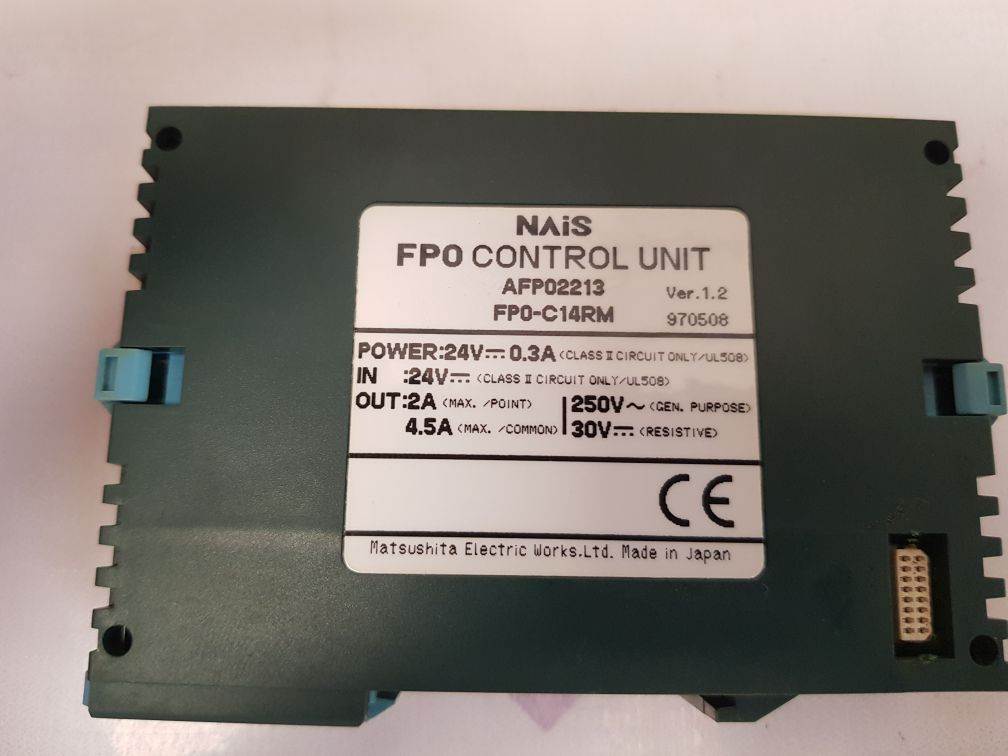 NAiS
FP0 CONTROL UNIT
AFP02213 Ver.1.2
FP0-C14RM 970508
POWER:24V⎓0.3A (CLASS Ⅱ CIRCUIT ONLY/UL508)
IN :24V⎓ (CLASS Ⅱ CIRCUIT ONLY/UL508)
OUT:2A (MAX. /POINT) 250V～ (GEN. PURPOSE)
4.5A (MAX. /COMMON) 30V⎓ (RESISTIVE)
CE
Matsushita Electric Works.Ltd. Made in Japan